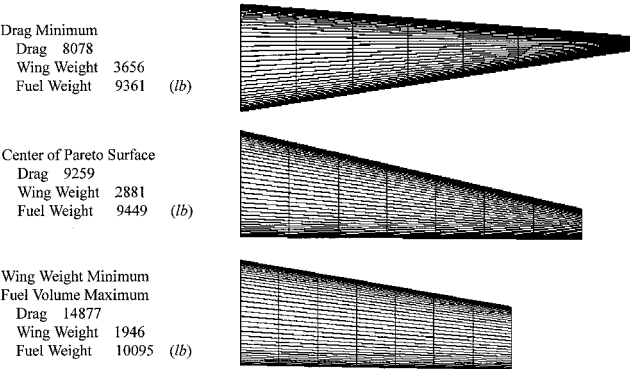 Drag Minimum
Drag 8078
Wing Weight 3656
Fuel Weight 9361 (lb)
Center of Pareto Surface
Drag 9259
Wing Weight 2881
Fuel Weight 9449 (lb)
Wing Weight Minimum
Fuel Volume Maximum
Drag 14877
Wing Weight 1946
Fuel Weight 10095 (lb)